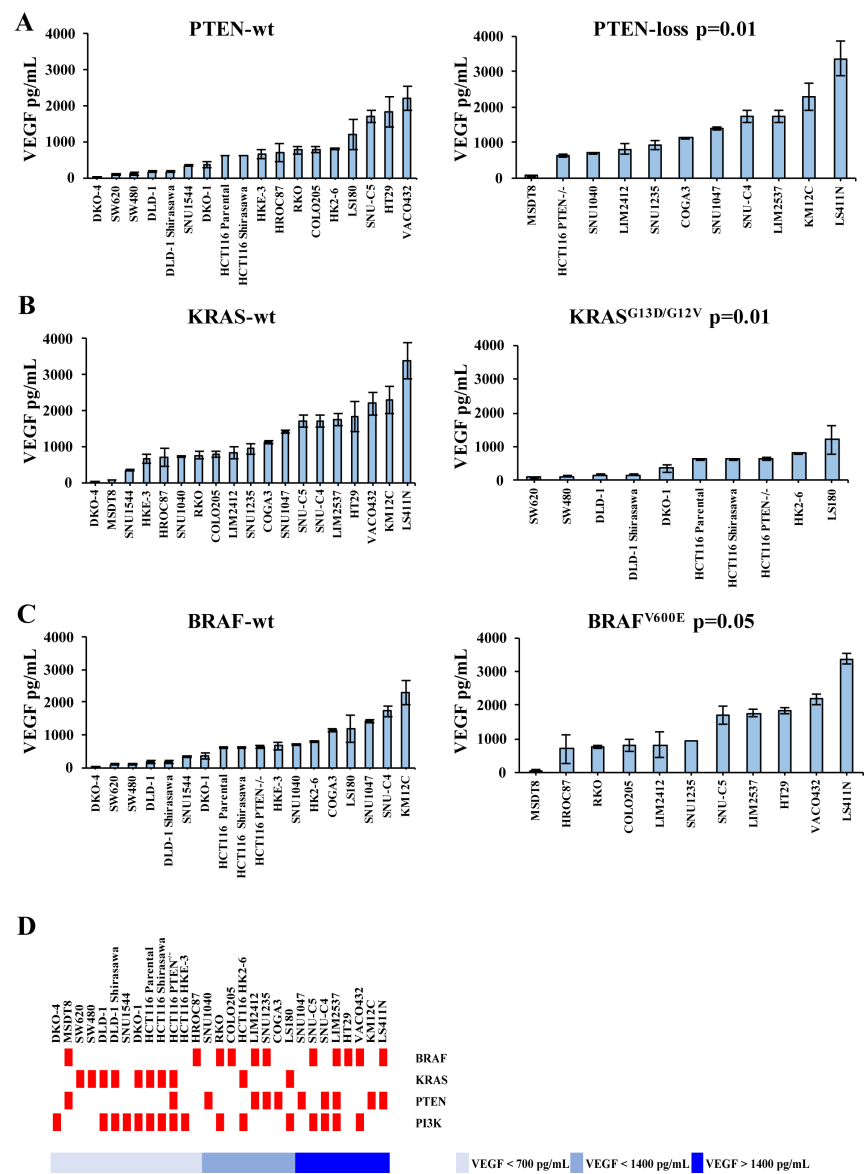 A
PTEN-wt
PTEN-loss p=0.01
VEGF pg/mL
4000
3000
2000
1000
0
DKO-4
SW620
SW480
DLD-1
DLD-1 Shirasawa
SNU1544
DKO-1
HCT116 Parental
HCT116 Shirasawa
HKE-3
HROC87
RKO
COLO205
HK2-6
LS180
SNU-C5
HT29
VACO432
VEGF pg/mL
4000
3000
2000
1000
0
MSDT8
HCT116 PTEN-/-
SNU1040
LIM2412
SNU1235
COGA3
SNU1047
SNU-C4
LIM2537
KM12C
LS411N
B
KRAS-wt
KRAS^G13D/G12V p=0.01
VEGF pg/mL
4000
3000
2000
1000
0
DKO-4
MSDT8
SNU1544
HKE-3
HROC87
SNU1040
RKO
COLO205
LIM2412
SNU1235
COGA3
SNU1047
SNU-C5
SNU-C4
LIM2537
HT29
VACO432
KM12C
LS411N
VEGF pg/mL
4000
3000
2000
1000
0
SW620
SW480
DLD-1
DLD-1 Shirasawa
DKO-1
HCT116 Parental
HCT116 Shirasawa
HCT116 PTEN-/-
HK2-6
LS180
C
BRAF-wt
BRAF^V600E p=0.05
VEGF pg/mL
4000
3000
2000
1000
0
DKO-4
SW620
SW480
DLD-1
DLD-1 Shirasawa
SNU1544
DKO-1
HCT116 Parental
HCT116 Shirasawa
HCT116 PTEN-/-
HKE-3
SNU1040
HK2-6
COGA3
LS180
SNU1047
SNU-C4
KM12C
VEGF pg/mL
4000
3000
2000
1000
0
MSDT8
HROC87
RKO
COLO205
LIM2412
SNU1235
SNU-C5
LIM2537
HT29
VACO432
LS411N
D
DKO-4
MSDT8
SW620
SW480
DLD-1
DLD-1 Shirasawa
SNU1544
DKO-1
HCT116 Parental
HCT116 Shirasawa
HCT116 PTEN-/-
HCT116 HKE-3
HROC87
SNU1040
RKO
COLO205
HCT116 HK2-6
LIM2412
SNU1235
COGA3
LS180
SNU1047
SNU-C5
SNU-C4
LIM2537
HT29
VACO432
KM12C
LS411N
BRAF
KRAS
PTEN
PI3K
VEGF < 700 pg/mL
VEGF < 1400 pg/mL
VEGF > 1400 pg/mL